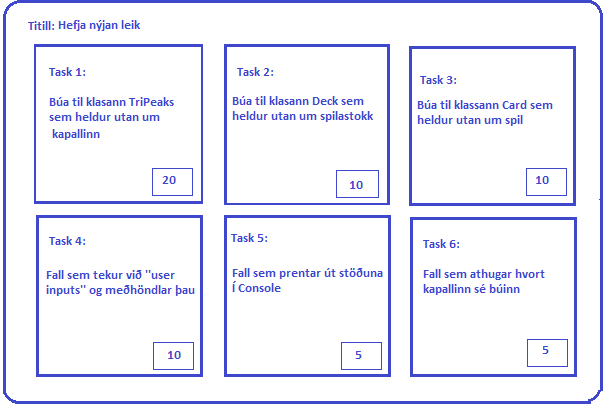 Titill: Hefja nýjan leik
Task 1:
Búa til klasann TriPeaks
sem heldur utan um
kapallinn
20
Task 2:
Búa til klasann Deck sem
heldur utan um spilastokk
10
Task 3:
Búa til klassann Card sem
heldur utan um spil
10
Task 4:
Fall sem tekur við "user
inputs" og meðhöndlar þau
10
Task 5:
Fall sem prentar út stöðuna
Í Console
5
Task 6:
Fall sem athugar hvort
kapallinn sé búinn
5